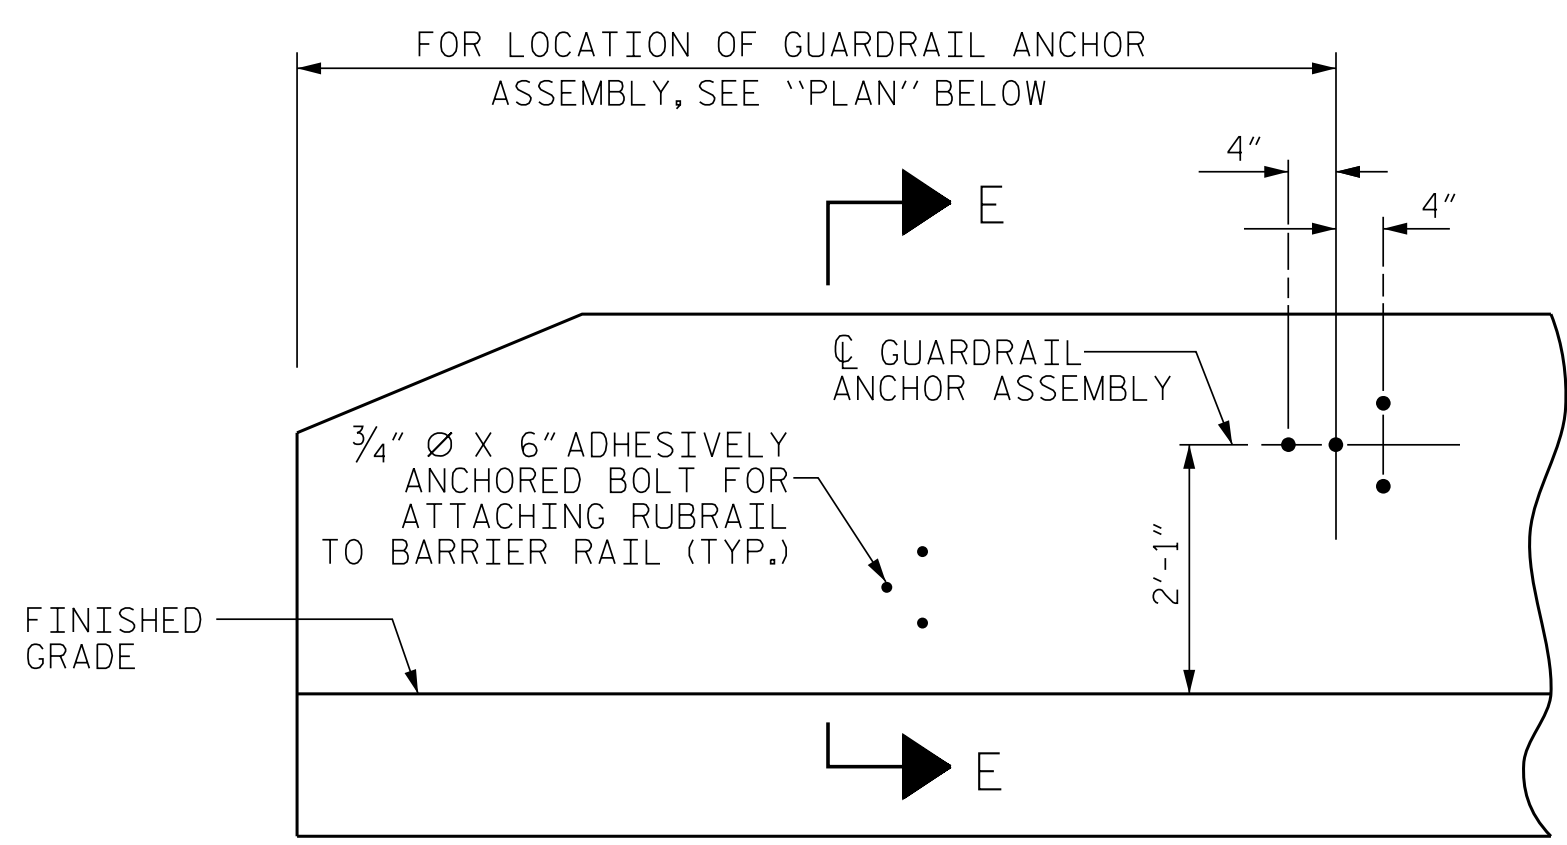 FOR LOCATION OF GUARDRAIL ANCHOR
ASSEMBLY, SEE ‘‘PLAN’’ BELOW
4"
4"
E
℄ GUARDRAIL
ANCHOR ASSEMBLY
¾" Ø X 6" ADHESIVELY
ANCHORED BOLT FOR
ATTACHING RUBRAIL
TO BARRIER RAIL (TYP.)
2'-1"
FINISHED
GRADE
E